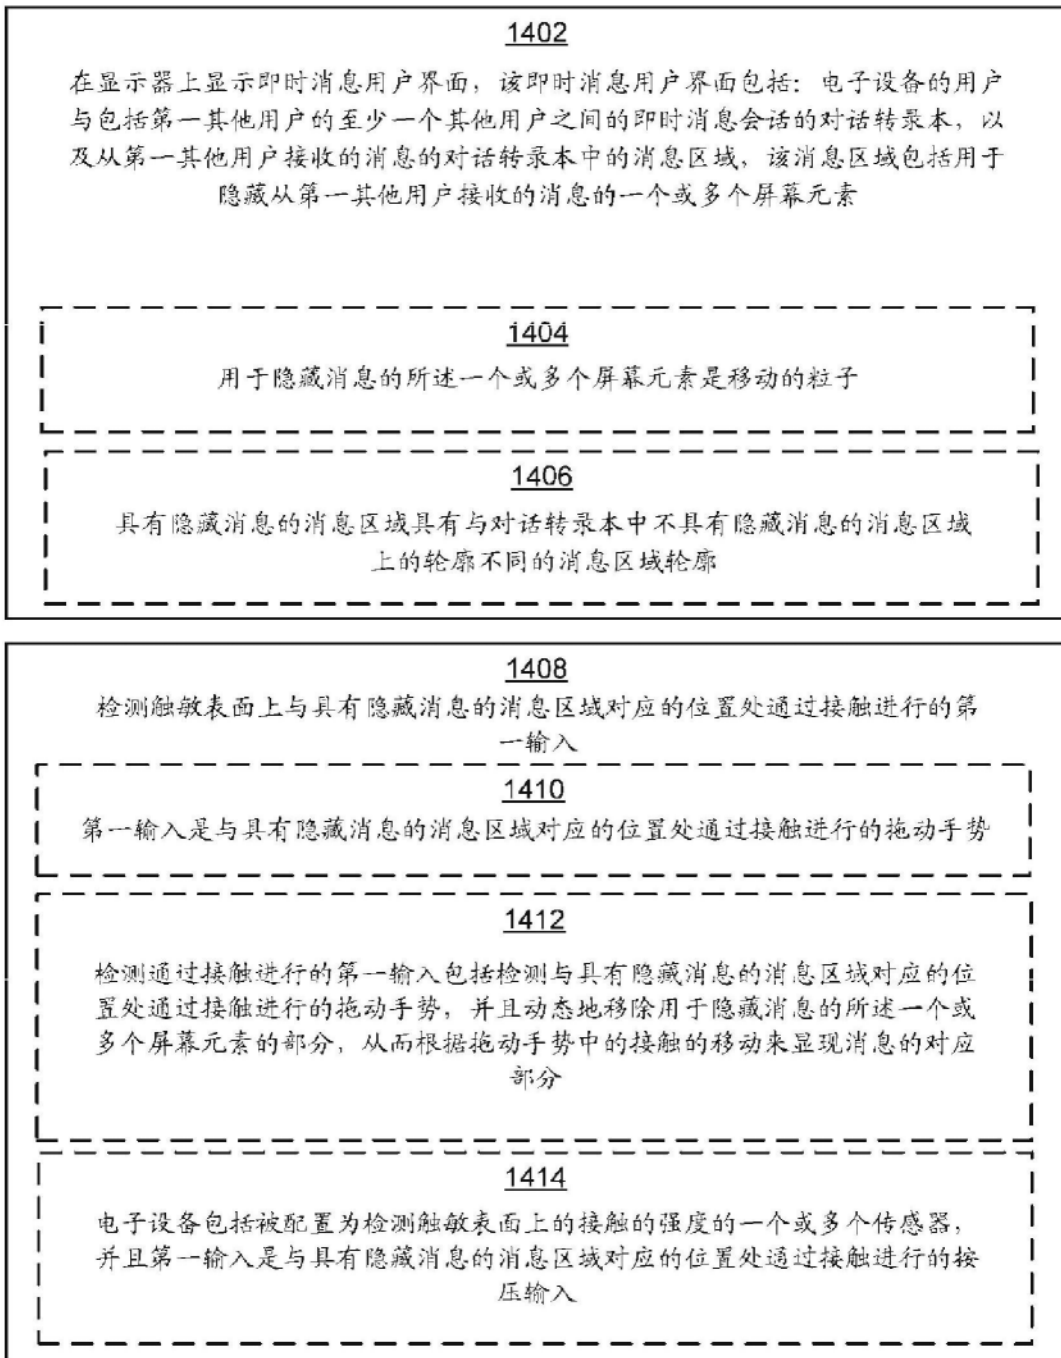 1402
在显示器上显示即时消息用户界面，该即时消息用户界面包括：电子设备的用户
与包括第一其他用户的至少一个其他用户之间的即时消息会话的对话转录本，以
及从第一其他用户接收的消息的对话转录本中的消息区域，该消息区域包括用于
隐藏从第一其他用户接收的消息的一个或多个屏幕元素
1404
用于隐藏消息的所述一个或多个屏幕元素是移动的粒子
1406
具有隐藏消息的消息区域具有与对话转录本中不具有隐藏消息的消息区域
上的轮廓不同的消息区域轮廓
1408
检测触敏表面上与具有隐藏消息的消息区域对应的位置处通过接触进行的第
一输入
1410
第一输入是与具有隐藏消息的消息区域对应的位置处通过接触进行的拖动手势
1412
检测通过接触进行的第一输入包括检测与具有隐藏消息的消息区域对应的位
置处通过接触进行的拖动手势，并且动态地移除用于隐藏消息的所述一个或
多个屏幕元素的部分，从而根据拖动手势中的接触的移动来显现消息的对应
部分
1414
电子设备包括被配置为检测触敏表面上的接触的强度的一个或多个传感器，
并且第一输入是与具有隐藏消息的消息区域对应的位置处通过接触进行的按
压输入